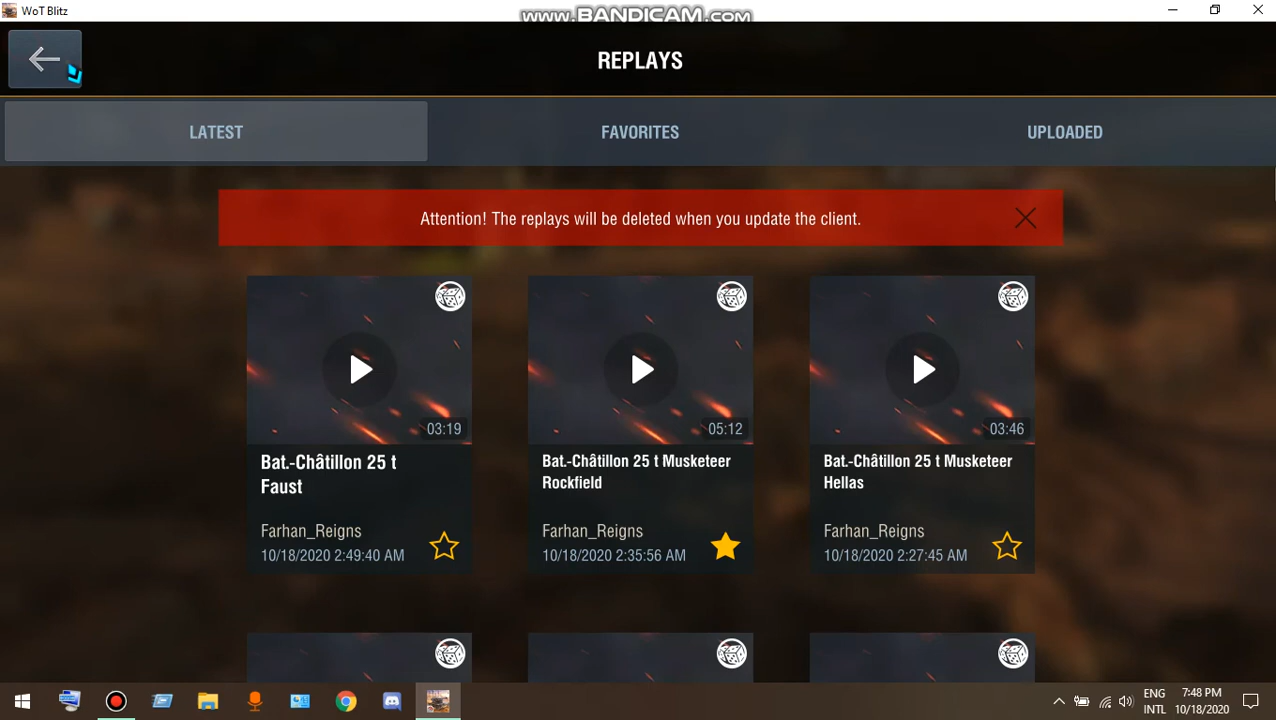 WoT Blitz
WWW.BANDICAM.COM
REPLAYS
LATEST
FAVORITES
UPLOADED
Attention! The replays will be deleted when you update the client.
03:19
05:12
03:46
Bat.-Châtillon 25 t
Faust
Farhan_Reigns
10/18/2020 2:49:40 AM
Bat.-Châtillon 25 t Musketeer
Rockfield
Farhan_Reigns
10/18/2020 2:35:56 AM
Bat.-Châtillon 25 t Musketeer
Hellas
Farhan_Reigns
10/18/2020 2:27:45 AM
ENG
INTL
7:48 PM
10/18/2020